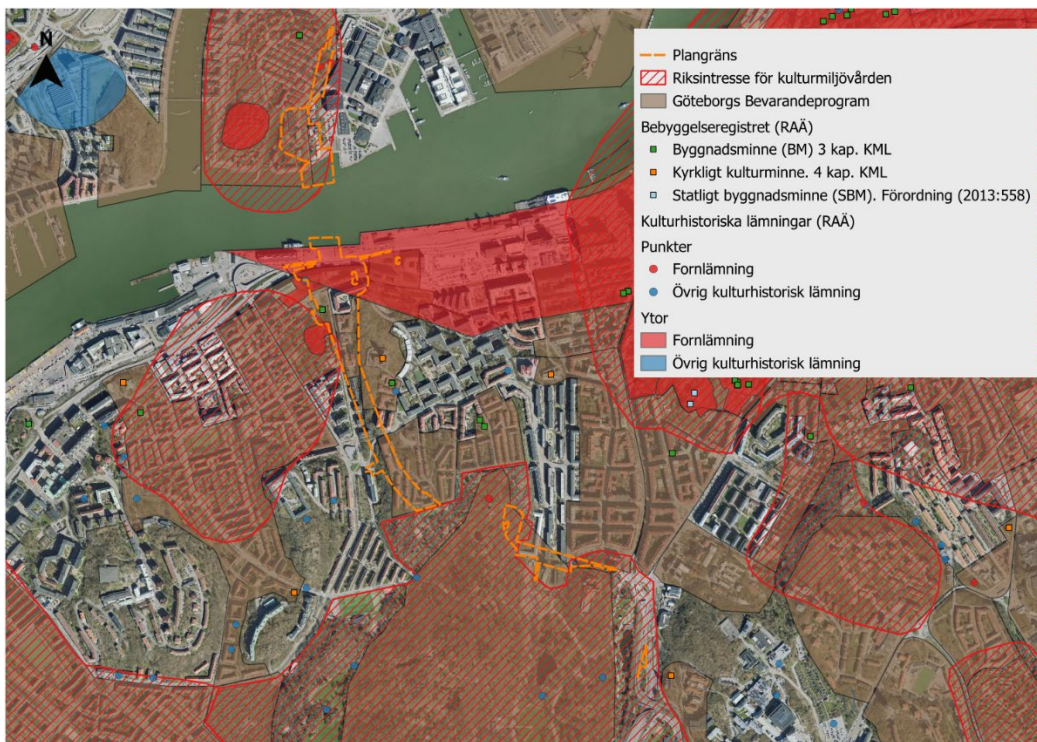 N
Plangräns
Riksintresse för kulturmiljövården
Göteborgs Bevarandeprogram
Bebyggelseregistret (RAÄ)
Byggnadsminne (BM) 3 kap. KML
Kyrkligt kulturminne. 4 kap. KML
Statligt byggnadsminne (SBM). Förordning (2013:558)
Kulturhistoriska lämningar (RAÄ)
Punkter
Fornlämning
Övrig kulturhistorisk lämning
Ytor
Fornlämning
Övrig kulturhistorisk lämning